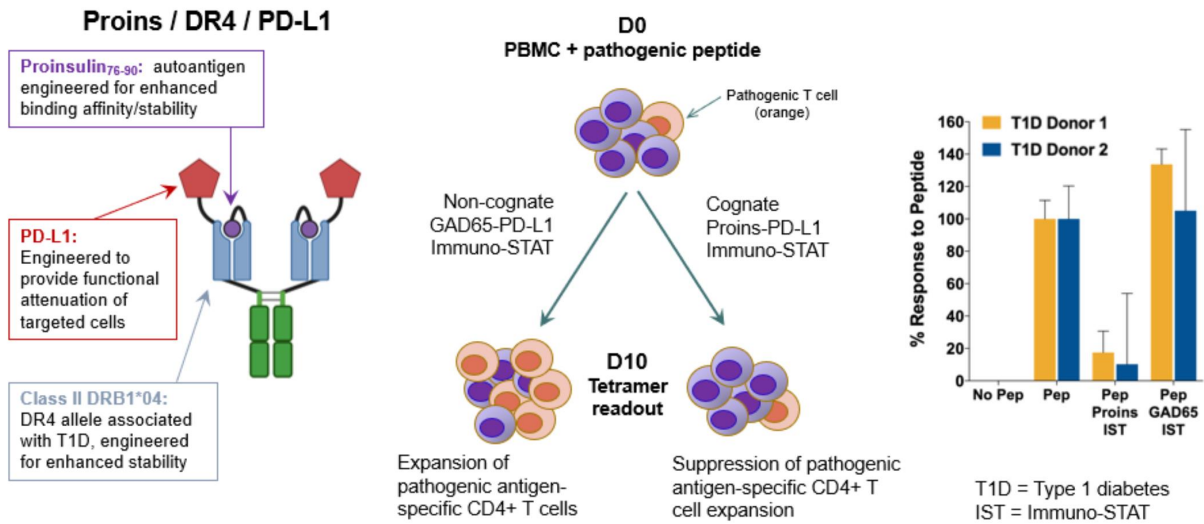 Proins / DR4 / PD-L1
Proinsulin76-90: autoantigen
engineered for enhanced
binding affinity/stability
PD-L1:
Engineered to
provide functional
attenuation of
targeted cells
Class II DRB1*04:
DR4 allele associated
with T1D, engineered
for enhanced stability
D0
PBMC + pathogenic peptide
Pathogenic T cell
(orange)
Non-cognate
GAD65-PD-L1
Immuno-STAT
Cognate
Proins-PD-L1
Immuno-STAT
D10
Tetramer
readout
Expansion of
pathogenic antigen-
specific CD4+ T cells
Suppression of pathogenic
antigen-specific CD4+ T
cell expansion
% Response to Peptide
160
140
120
100
80
60
40
20
0
T1D Donor 1
T1D Donor 2
No Pep
Pep
Pep
Proins
IST
Pep
GAD65
IST
T1D = Type 1 diabetes
IST = Immuno-STAT